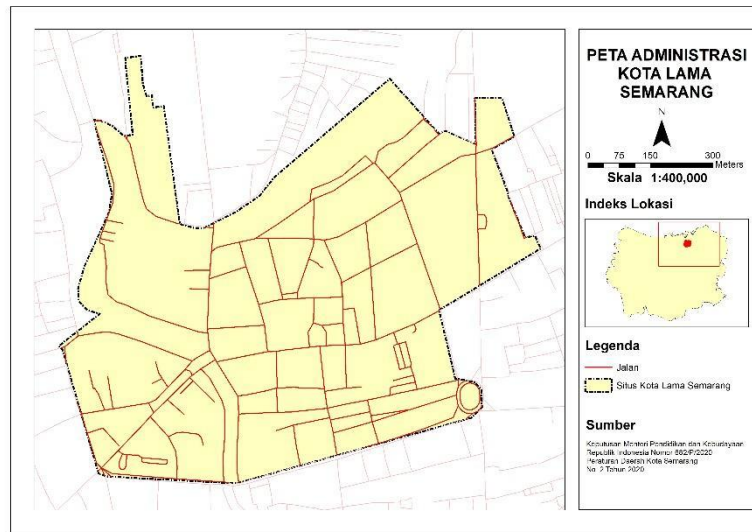 PETA ADMINISTRASI
KOTA LAMA
SEMARANG
N
0 75 150 300
Meters
Skala 1:400,000
Indeks Lokasi
Legenda
Jalan
Situs Kota Lama Semarang
Sumber
Keputusan Menteri Pendidikan dan Kebudayaan
Republik Indonesia Nomor 682/P/2020
Peraturan Daerah Kota Semarang
No. 2 Tahun 2020